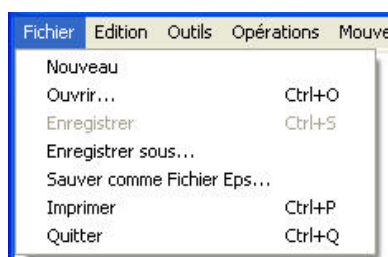 Fichier Edition Outils Opérations Mouve
Nouveau
Ouvrir... Ctrl+O
Enregistrer Ctrl+S
Enregistrer sous...
Sauver comme Fichier Eps...
Imprimer Ctrl+P
Quitter Ctrl+Q